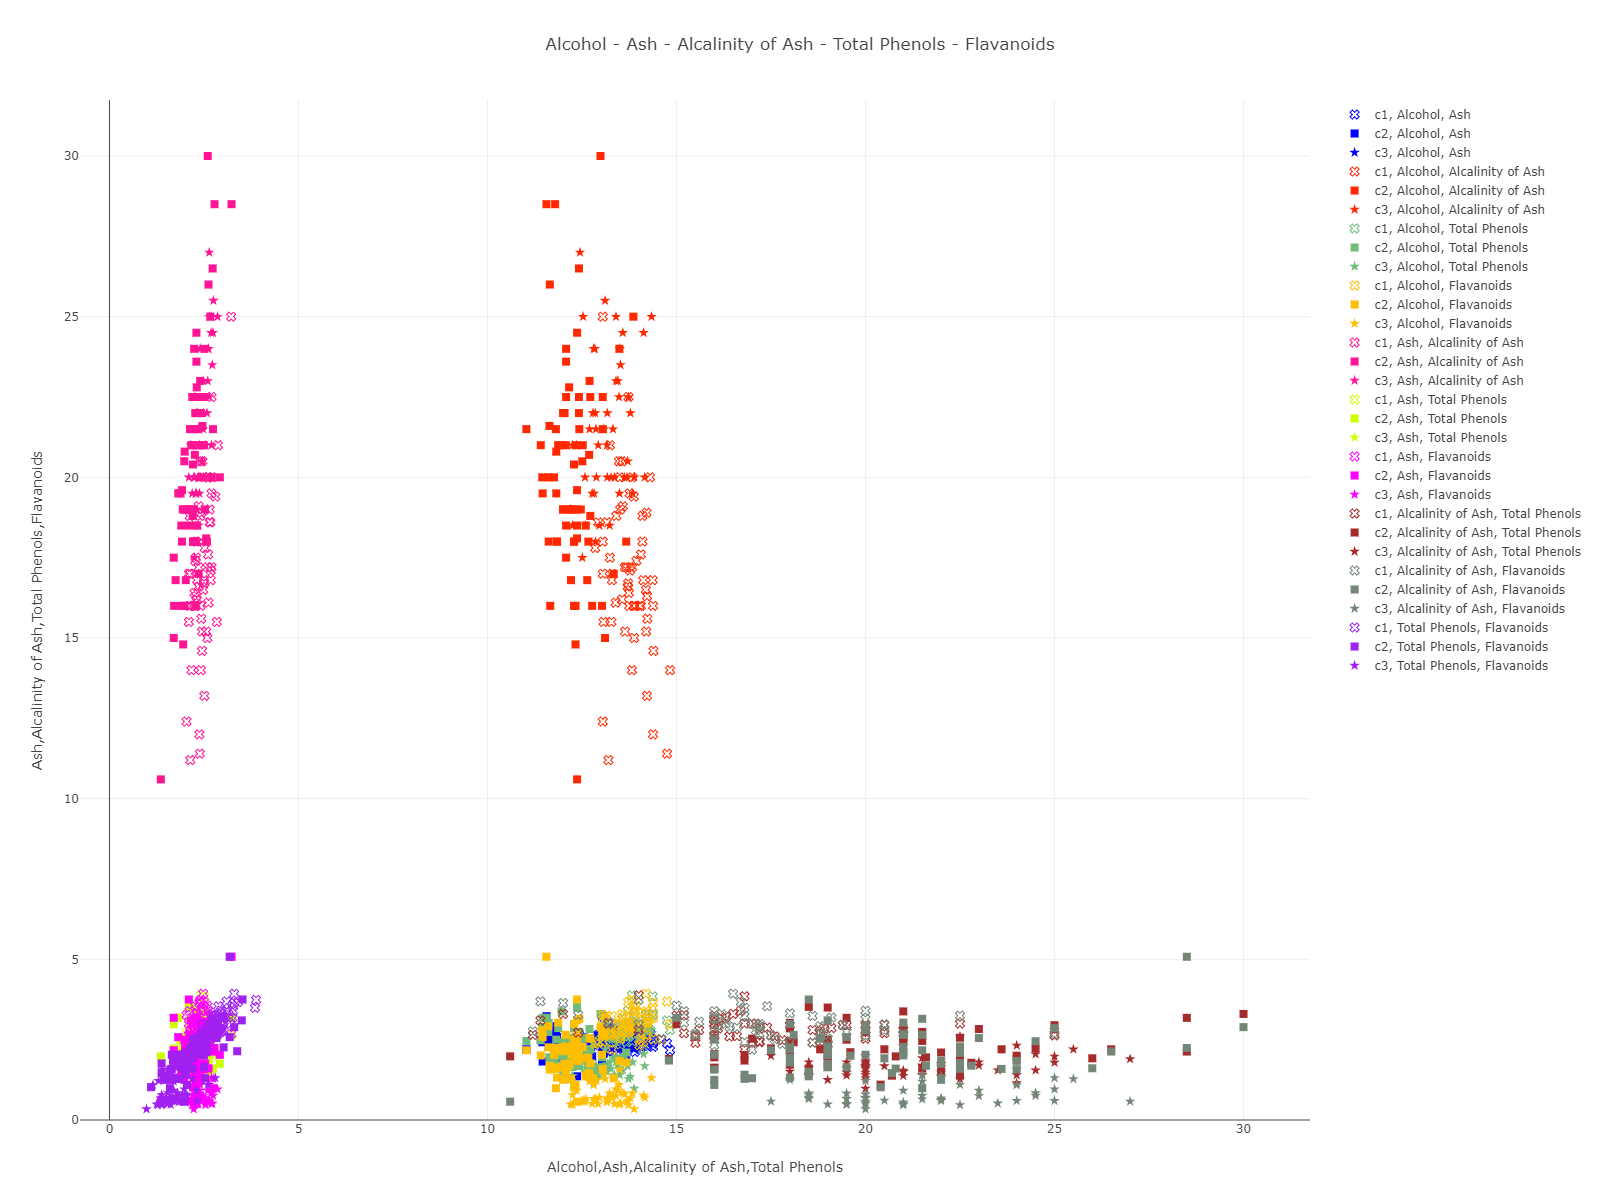 Alcohol - Ash - Alcalinity of Ash - Total Phenols - Flavanoids
c1, Alcohol, Ash
c2, Alcohol, Ash
c3, Alcohol, Ash
c1, Alcohol, Alcalinity of Ash
c2, Alcohol, Alcalinity of Ash
c3, Alcohol, Alcalinity of Ash
c1, Alcohol, Total Phenols
c2, Alcohol, Total Phenols
c3, Alcohol, Total Phenols
c1, Alcohol, Flavanoids
c2, Alcohol, Flavanoids
c3, Alcohol, Flavanoids
c1, Ash, Alcalinity of Ash
c2, Ash, Alcalinity of Ash
c3, Ash, Alcalinity of Ash
c1, Ash, Total Phenols
c2, Ash, Total Phenols
c3, Ash, Total Phenols
c1, Ash, Flavanoids
c2, Ash, Flavanoids
c3, Ash, Flavanoids
c1, Alcalinity of Ash, Total Phenols
c2, Alcalinity of Ash, Total Phenols
c3, Alcalinity of Ash, Total Phenols
c1, Alcalinity of Ash, Flavanoids
c2, Alcalinity of Ash, Flavanoids
c3, Alcalinity of Ash, Flavanoids
c1, Total Phenols, Flavanoids
c2, Total Phenols, Flavanoids
c3, Total Phenols, Flavanoids
Ash,Alcalinity of Ash,Total Phenols,Flavanoids
30
25
20
15
10
5
0
0 5 10 15 20 25 30
Alcohol,Ash,Alcalinity of Ash,Total Phenols